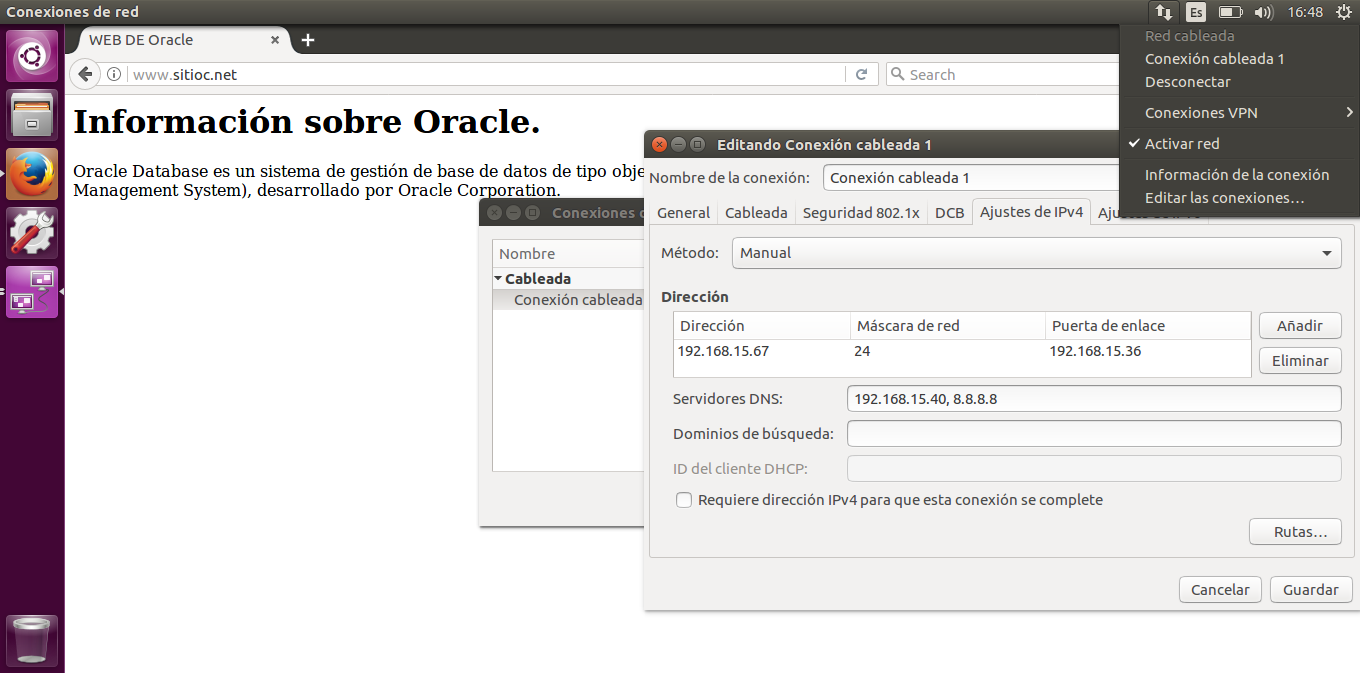 Conexiones de red
Es
16:48
WEB DE Oracle
www.sitioc.net
Search
Red cableada
Conexión cableada 1
Desconectar
Conexiones VPN
Activar red
Información de la conexión
Editar las conexiones…
Información sobre Oracle.
Oracle Database es un sistema de gestión de base de datos de tipo obje
Management System), desarrollado por Oracle Corporation.
Conexiones
Nombre
Cableada
Conexión cableada
Editando Conexión cableada 1
Nombre de la conexión:
Conexión cableada 1
General
Cableada
Seguridad 802.1x
DCB
Ajustes de IPv4
Método:
Manual
Dirección
Dirección
Máscara de red
Puerta de enlace
192.168.15.67
24
192.168.15.36
Añadir
Eliminar
Servidores DNS:
192.168.15.40, 8.8.8.8
Dominios de búsqueda:
ID del cliente DHCP:
Requiere dirección IPv4 para que esta conexión se complete
Rutas…
Cancelar
Guardar